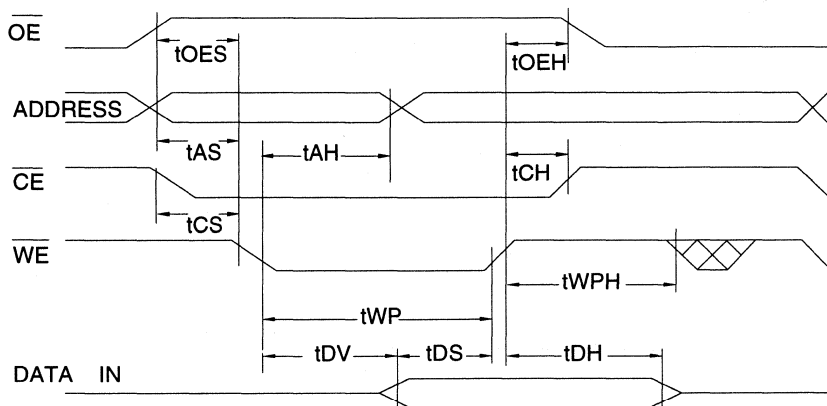 OE
tOES
tOEH
ADDRESS
tAS
tAH
tCH
CE
tCS
WE
tWPH
tWP
tDV
tDS
tDH
DATA IN